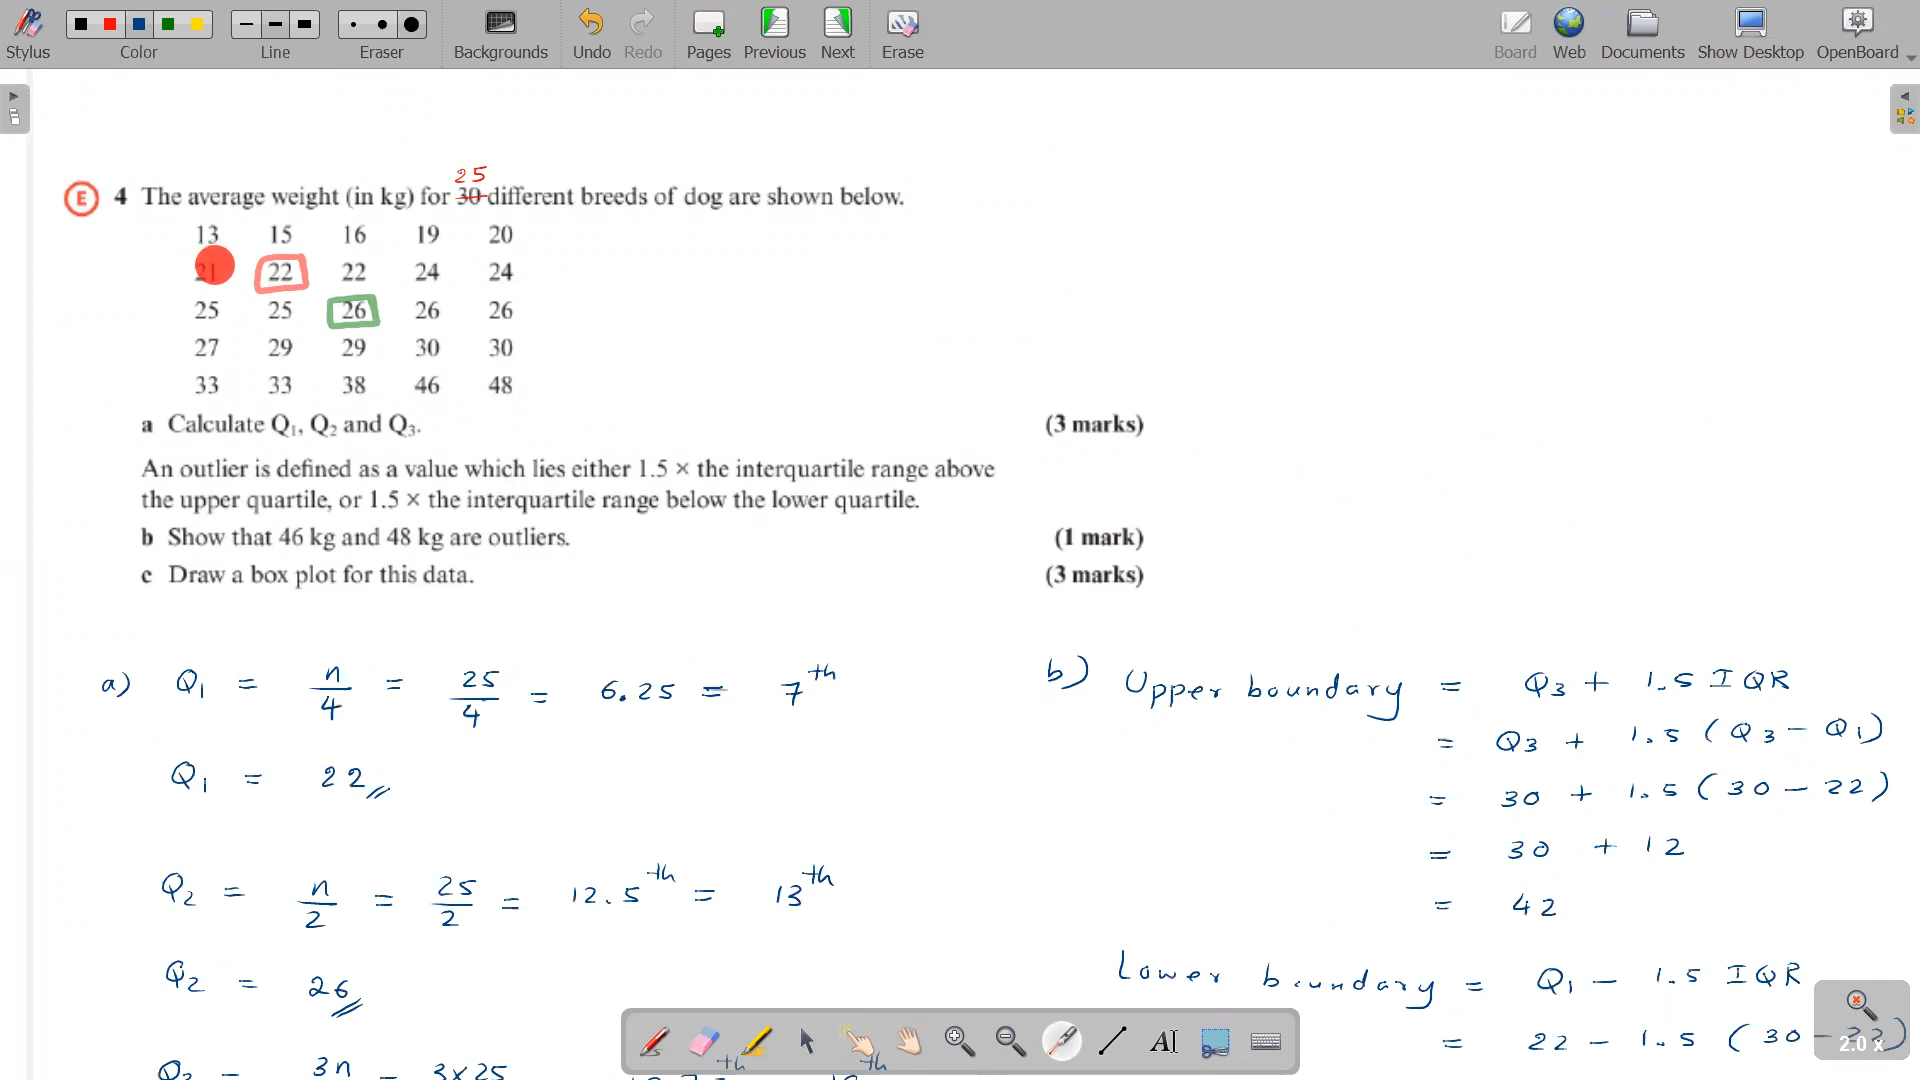 Stylus Color Line Eraser Backgrounds Undo Redo Pages Previous Next Erase Board Web Documents Show Desktop OpenBoard
25
E 4 The average weight (in kg) for 30 different breeds of dog are shown below.
13 15 16 19 20
21 22 22 24 24
25 25 26 26 26
27 29 29 30 30
33 33 38 46 48
a Calculate Q₁, Q₂ and Q₃. (3 marks)
An outlier is defined as a value which lies either 1.5 × the interquartile range above
the upper quartile, or 1.5 × the interquartile range below the lower quartile.
b Show that 46 kg and 48 kg are outliers. (1 mark)
c Draw a box plot for this data. (3 marks)
a) Q₁ = n/4 = 25/4 = 6.25 = 7th
Q₁ = 22
Q₂ = n/2 = 25/2 = 12.5th = 13th
Q₂ = 26
3n = 3×25
b) Upper boundary = Q3 + 1.5 IQR
= Q3 + 1.5 (Q3 - Q1)
= 30 + 1.5 (30 - 22)
= 30 + 12
= 42
Lower boundary = Q₁ - 1.5 IQR
= 22 - 1.5 (30 - 22)
2.0 x